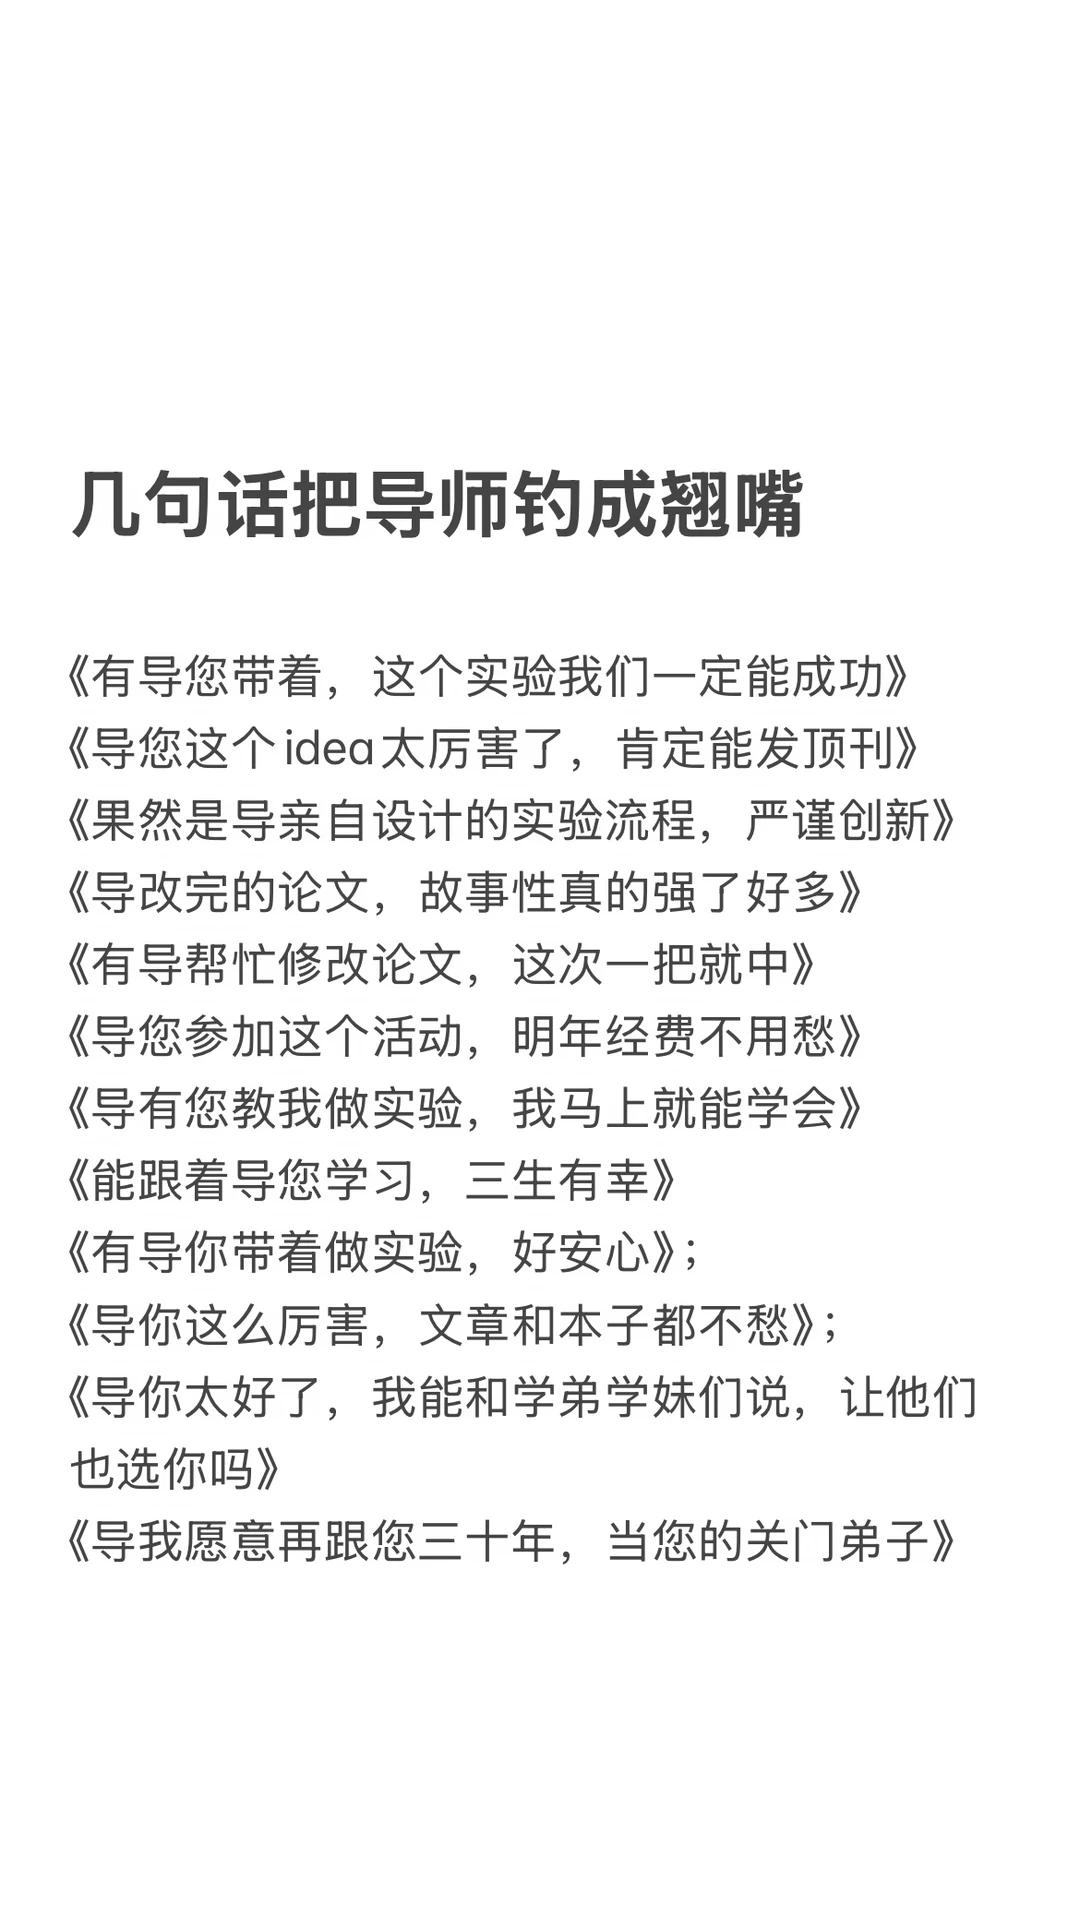 几句话把导师钓成翘嘴
《有导您带着，这个实验我们一定能成功》
《导您这个idea太厉害了，肯定能发顶刊》
《果然是导亲自设计的实验流程，严谨创新》
《导改完的论文，故事性真的强了好多》
《有导帮忙修改论文，这次一把就中》
《导您参加这个活动，明年经费不用愁》
《导有您教我做实验，我马上就能学会》
《能跟着导您学习，三生有幸》
《有导你带着做实验，好安心》；
《导你这么厉害，文章和本子都不愁》；
《导你太好了，我能和学弟学妹们说，让他们
也选你吗》
《导我愿意再跟您三十年，当您的关门弟子》